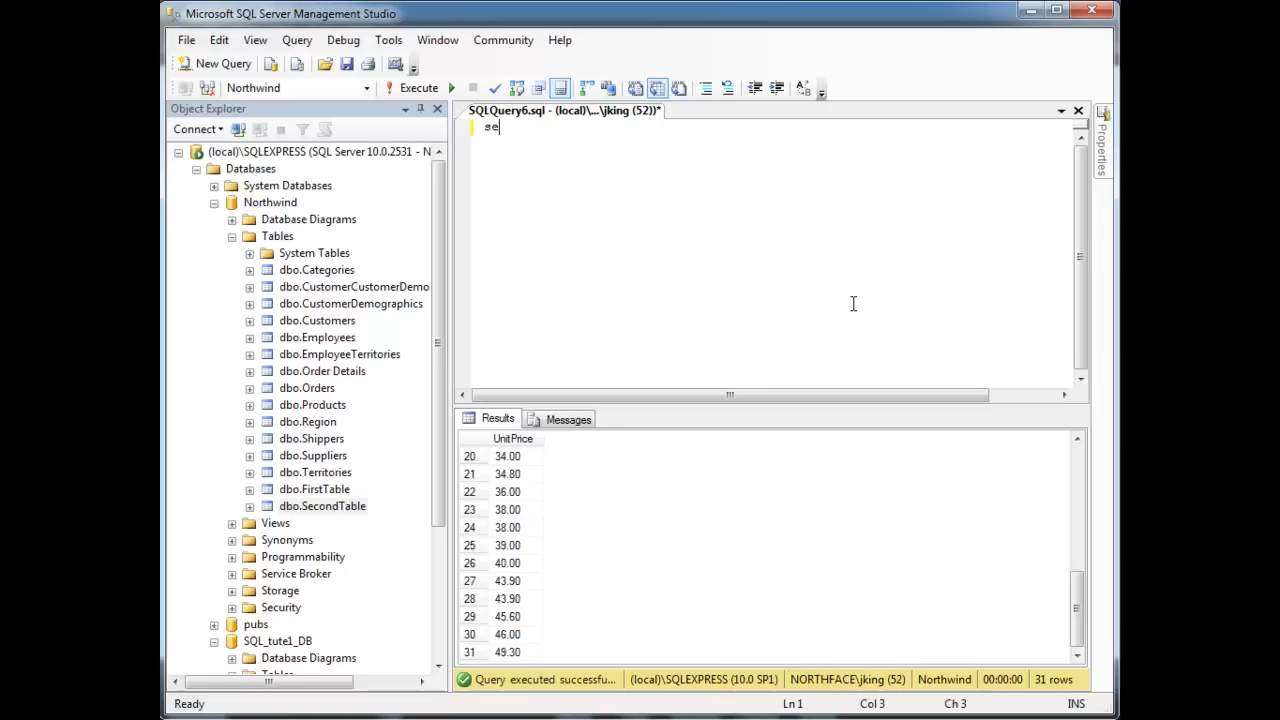 Microsoft SQL Server Management Studio
File Edit View Query Debug Tools Window Community Help
New Query
Northwind Execute
Object Explorer
SQLQuery6.sql - (local)\...\jking (52))*
Properties
Connect
se
(local)\SQLEXPRESS (SQL Server 10.0.2531 - N
Databases
System Databases
Northwind
Database Diagrams
Tables
System Tables
dbo.Categories
dbo.CustomerCustomerDemo
dbo.CustomerDemographics
dbo.Customers
dbo.Employees
dbo.EmployeeTerritories
dbo.Order Details
dbo.Orders
dbo.Products
dbo.Region
dbo.Shippers
dbo.Suppliers
dbo.Territories
dbo.FirstTable
dbo.SecondTable
Views
Synonyms
Programmability
Service Broker
Storage
Security
pubs
SQL_tute1_DB
Database Diagrams
Results Messages
UnitPrice
20 34.00
21 34.80
22 36.00
23 38.00
24 38.00
25 39.00
26 40.00
27 43.90
28 43.90
29 45.60
30 46.00
31 49.30
Query executed successfu... (local)\SQLEXPRESS (10.0 SP1) NORTHFACE\jking (52) Northwind 00:00:00 31 rows
Ready Ln 1 Col 3 Ch 3 INS